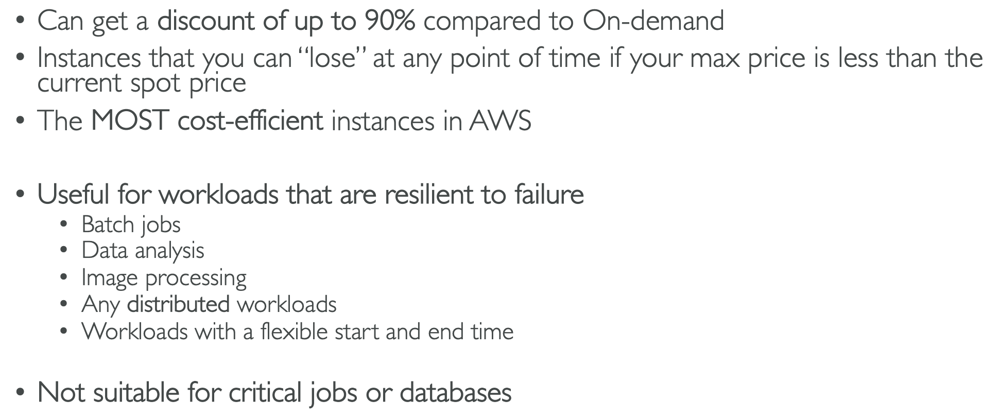 • Can get a discount of up to 90% compared to On-demand
• Instances that you can “lose” at any point of time if your max price is less than the
current spot price
• The MOST cost-efficient instances in AWS
• Useful for workloads that are resilient to failure
• Batch jobs
• Data analysis
• Image processing
• Any distributed workloads
• Workloads with a flexible start and end time
• Not suitable for critical jobs or databases